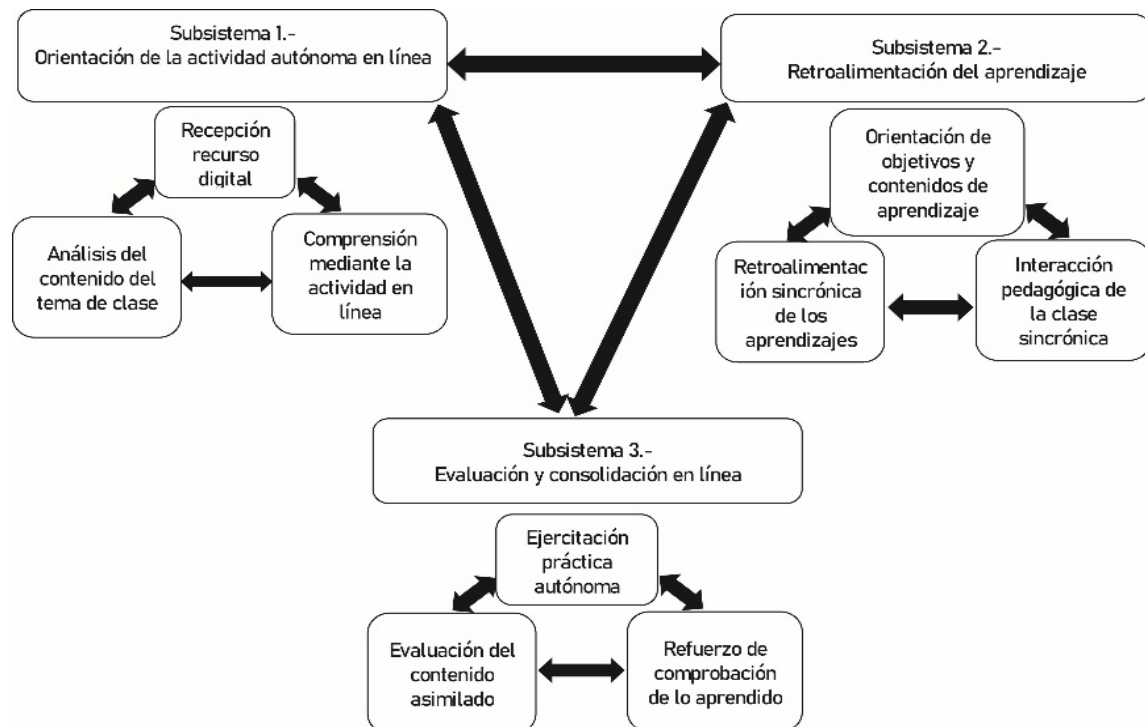 Subsistema 1.-
Orientación de la actividad autónoma en línea
Recepción
recurso
digital
Análisis del
contenido del
tema de clase
Comprensión
mediante la
actividad en
línea
Subsistema 2.-
Retroalimentación del aprendizaje
Orientación de
objetivos y
contenidos de
aprendizaje
Retroalimentac
ión sincrónica
de los
aprendizajes
Interacción
pedagógica de
la clase
sincrónica
Subsistema 3.-
Evaluación y consolidación en línea
Ejercitación
práctica
autónoma
Evaluación del
contenido
asimilado
Refuerzo de
comprobación
de lo aprendido